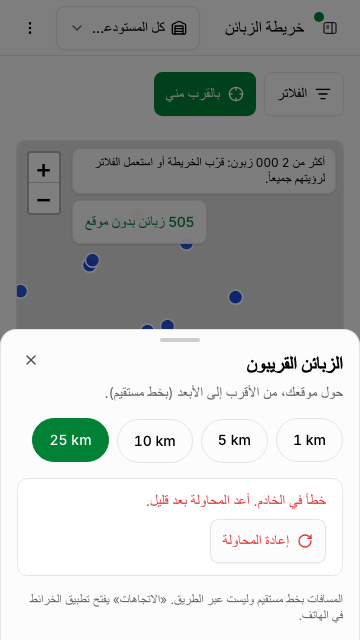 خريطة الزبائن
كل المستودع...
الفلاتر
بالقرب مني
+
−
أكثر من 2 000 زبون: قرّب الخريطة أو استعمل الفلاتر
لرؤيتهم جميعاً.
505 زبائن بدون موقع
الزبائن القريبون
حول موقعك، من الأقرب إلى الأبعد (بخط مستقيم).
1 km
5 km
10 km
25 km
خطأ في الخادم. أعد المحاولة بعد قليل.
إعادة المحاولة
المسافات بخط مستقيم وليست عبر الطريق. «الاتجاهات» يفتح تطبيق الخرائط
في الهاتف.